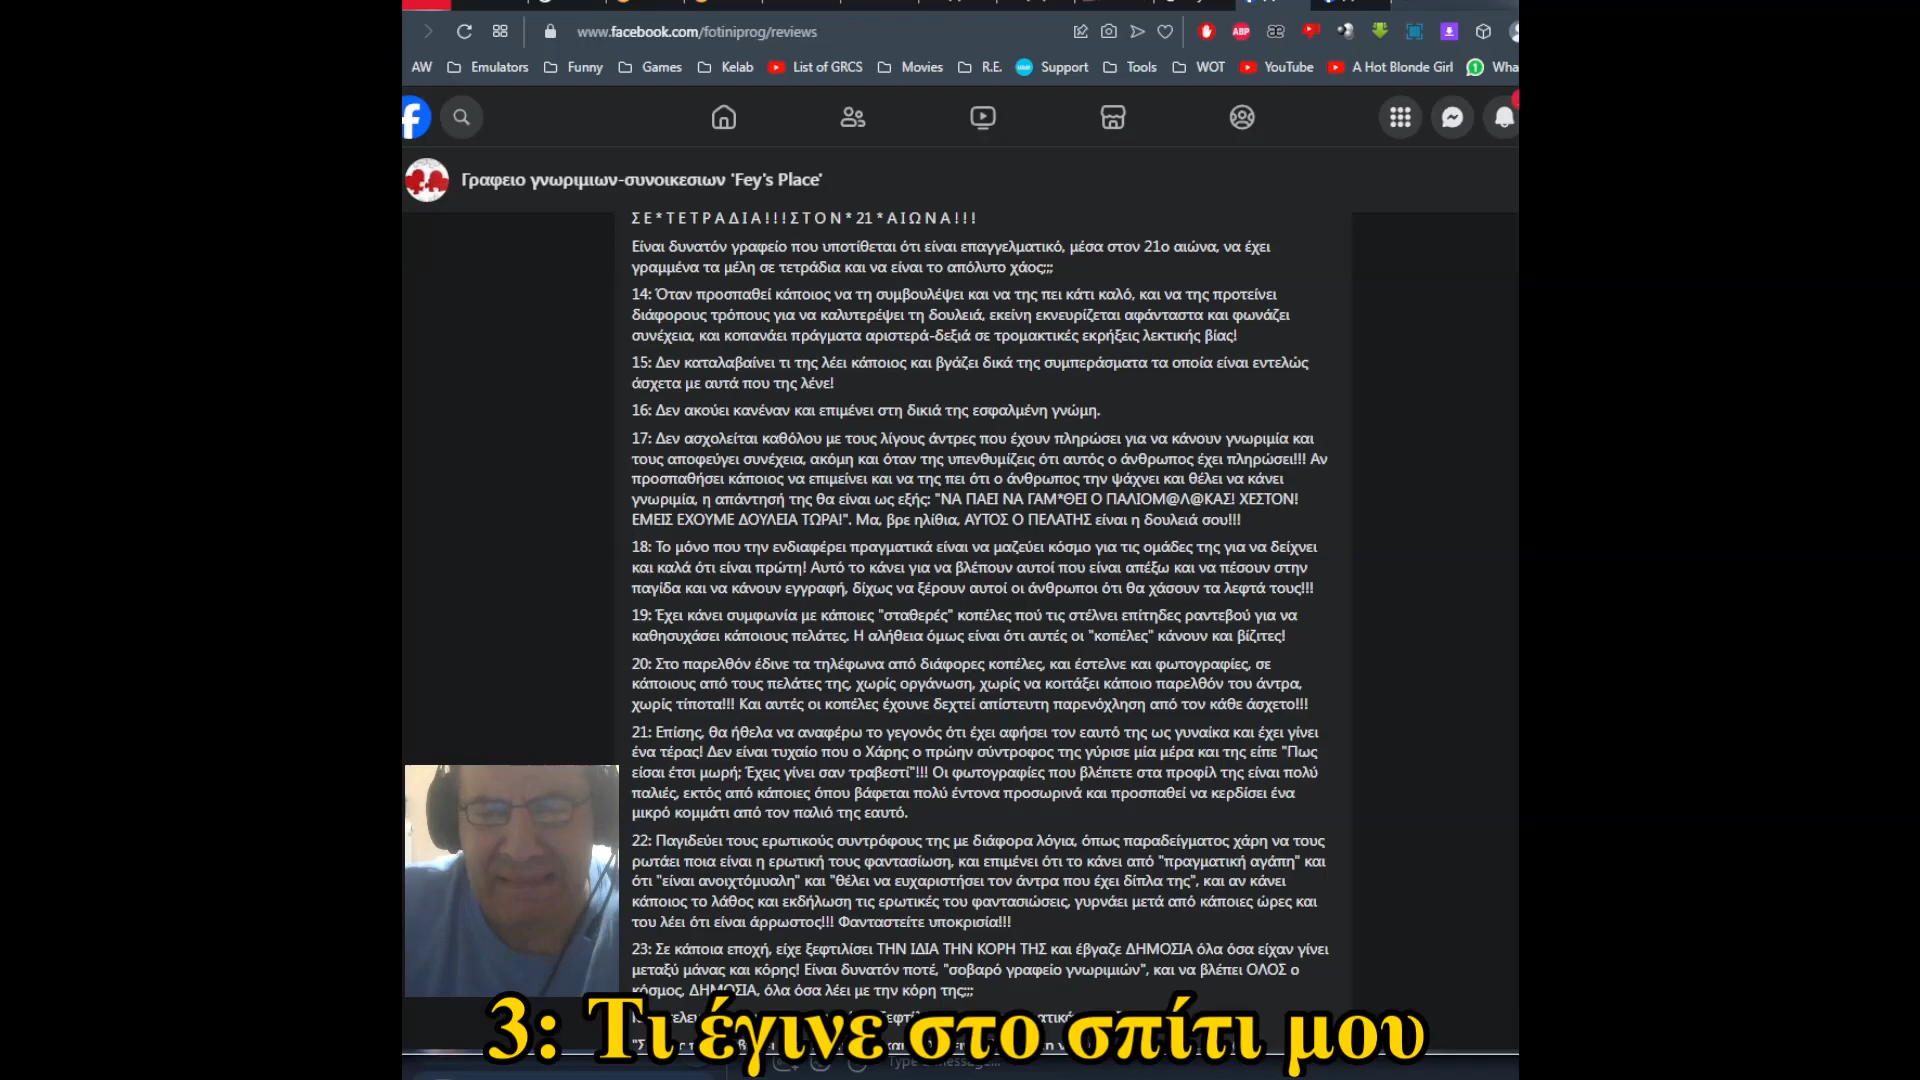 www.facebook.com/fotiniprog/reviews
ABP
AW Emulators Funny Games Kelab List of GRCS Movies R.E. Support Tools WOT YouTube A Hot Blonde Girl
Γραφειο γνωριμιων-συνοικεσιων 'Fey's Place'
Σ Ε * Τ Ε Τ Ρ Α Δ Ι Α ! ! ! Σ Τ Ο Ν * 21 * Α Ι Ω Ν Α ! ! !
Είναι δυνατόν γραφείο που υποτίθεται ότι είναι επαγγελματικό, μέσα στον 21ο αιώνα, να έχει
γραμμένα τα μέλη σε τετράδια και να είναι το απόλυτο χάος;;;
14: Όταν προσπαθεί κάποιος να τη συμβουλέψει και να της πει κάτι καλό, και να της προτείνει
διάφορους τρόπους για να καλυτερέψει τη δουλειά, εκείνη εκνευρίζεται αφάνταστα και φωνάζει
συνέχεια, και κοπανάει πράγματα αριστερά-δεξιά σε τρομακτικές εκρήξεις λεκτικής βίας!
15: Δεν καταλαβαίνει τι της λέει κάποιος και βγάζει δικά της συμπεράσματα τα οποία είναι εντελώς
άσχετα με αυτά που της λένε!
16: Δεν ακούει κανέναν και επιμένει στη δικιά της εσφαλμένη γνώμη.
17: Δεν ασχολείται καθόλου με τους λίγους άντρες που έχουν πληρώσει για να κάνουν γνωριμία και
τους αποφεύγει συνέχεια, ακόμη και όταν της υπενθυμίζεις ότι αυτός ο άνθρωπος έχει πληρώσει!!! Αν
προσπαθήσει κάποιος να επιμείνει και να της πει ότι ο άνθρωπος την ψάχνει και θέλει να κάνει
γνωριμία, η απάντησή της θα είναι ως εξής: "ΝΑ ΠΑΕΙ ΝΑ ΓΑΜ*ΘΕΙ Ο ΠΑΛΙΟΜ@Λ@ΚΑΣ! ΧΕΣΤΟΝ!
ΕΜΕΙΣ ΕΧΟΥΜΕ ΔΟΥΛΕΙΑ ΤΩΡΑ!". Μα, βρε ηλίθια, ΑΥΤΟΣ Ο ΠΕΛΑΤΗΣ είναι η δουλειά σου!!!
18: Το μόνο που την ενδιαφέρει πραγματικά είναι να μαζεύει κόσμο για τις ομάδες της για να δείχνει
και καλά ότι είναι πρώτη! Αυτό το κάνει για να βλέπουν αυτοί που είναι απέξω και να πέσουν στην
παγίδα και να κάνουν εγγραφή, δίχως να ξέρουν αυτοί οι άνθρωποι ότι θα χάσουν τα λεφτά τους!!!
19: Έχει κάνει συμφωνία με κάποιες "σταθερές" κοπέλες πού τις στέλνει επίτηδες ραντεβού για να
καθησυχάσει κάποιους πελάτες. Η αλήθεια όμως είναι ότι αυτές οι "κοπέλες" κάνουν και βίζιτες!
20: Στο παρελθόν έδινε τα τηλέφωνα από διάφορες κοπέλες, και έστελνε και φωτογραφίες, σε
κάποιους από τους πελάτες της, χωρίς οργάνωση, χωρίς να κοιτάξει κάποιο παρελθόν του άντρα,
χωρίς τίποτα!!! Και αυτές οι κοπέλες έχουνε δεχτεί απίστευτη παρενόχληση από τον κάθε άσχετο!!!
21: Επίσης, θα ήθελα να αναφέρω το γεγονός ότι έχει αφήσει τον εαυτό της ως γυναίκα και έχει γίνει
ένα τέρας! Δεν είναι τυχαίο που ο Χάρης ο πρώην σύντροφος της γύρισε μία μέρα και της είπε "Πως
είσαι έτσι μωρή; Έχεις γίνει σαν τραβεστί"!!! Οι φωτογραφίες που βλέπετε στα προφίλ της είναι πολύ
παλιές, εκτός από κάποιες όπου βάφεται πολύ έντονα προσωρινά και προσπαθεί να κερδίσει ένα
μικρό κομμάτι από τον παλιό της εαυτό.
22: Παγιδεύει τους ερωτικούς συντρόφους της με διάφορα λόγια, όπως παραδείγματος χάρη να τους
ρωτάει ποια είναι η ερωτική τους φαντασίωση, και επιμένει ότι το κάνει από "πραγματική αγάπη" και
ότι "είναι ανοιχτόμυαλη" και "θέλει να ευχαριστήσει τον άντρα που έχει δίπλα της", και αν κάνει
κάποιος το λάθος και εκδήλωση τις ερωτικές του φαντασιώσεις, γυρνάει μετά από κάποιες ώρες και
του λέει ότι είναι άρρωστος!!! Φανταστείτε υποκρισία!!!
23: Σε κάποια εποχή, είχε ξεφτιλίσει ΤΗΝ ΙΔΙΑ ΤΗΝ ΚΟΡΗ ΤΗΣ και έβγαζε ΔΗΜΟΣΙΑ όλα όσα είχαν γίνει
μεταξύ μάνας και κόρης! Είναι δυνατόν ποτέ, "σοβαρό γραφείο γνωριμιών", και να βλέπει ΟΛΟΣ ο
κόσμος, ΔΗΜΟΣΙΑ, όλα όσα λέει με την κόρη της;;;
3: Τι έγινε στο σπίτι μου